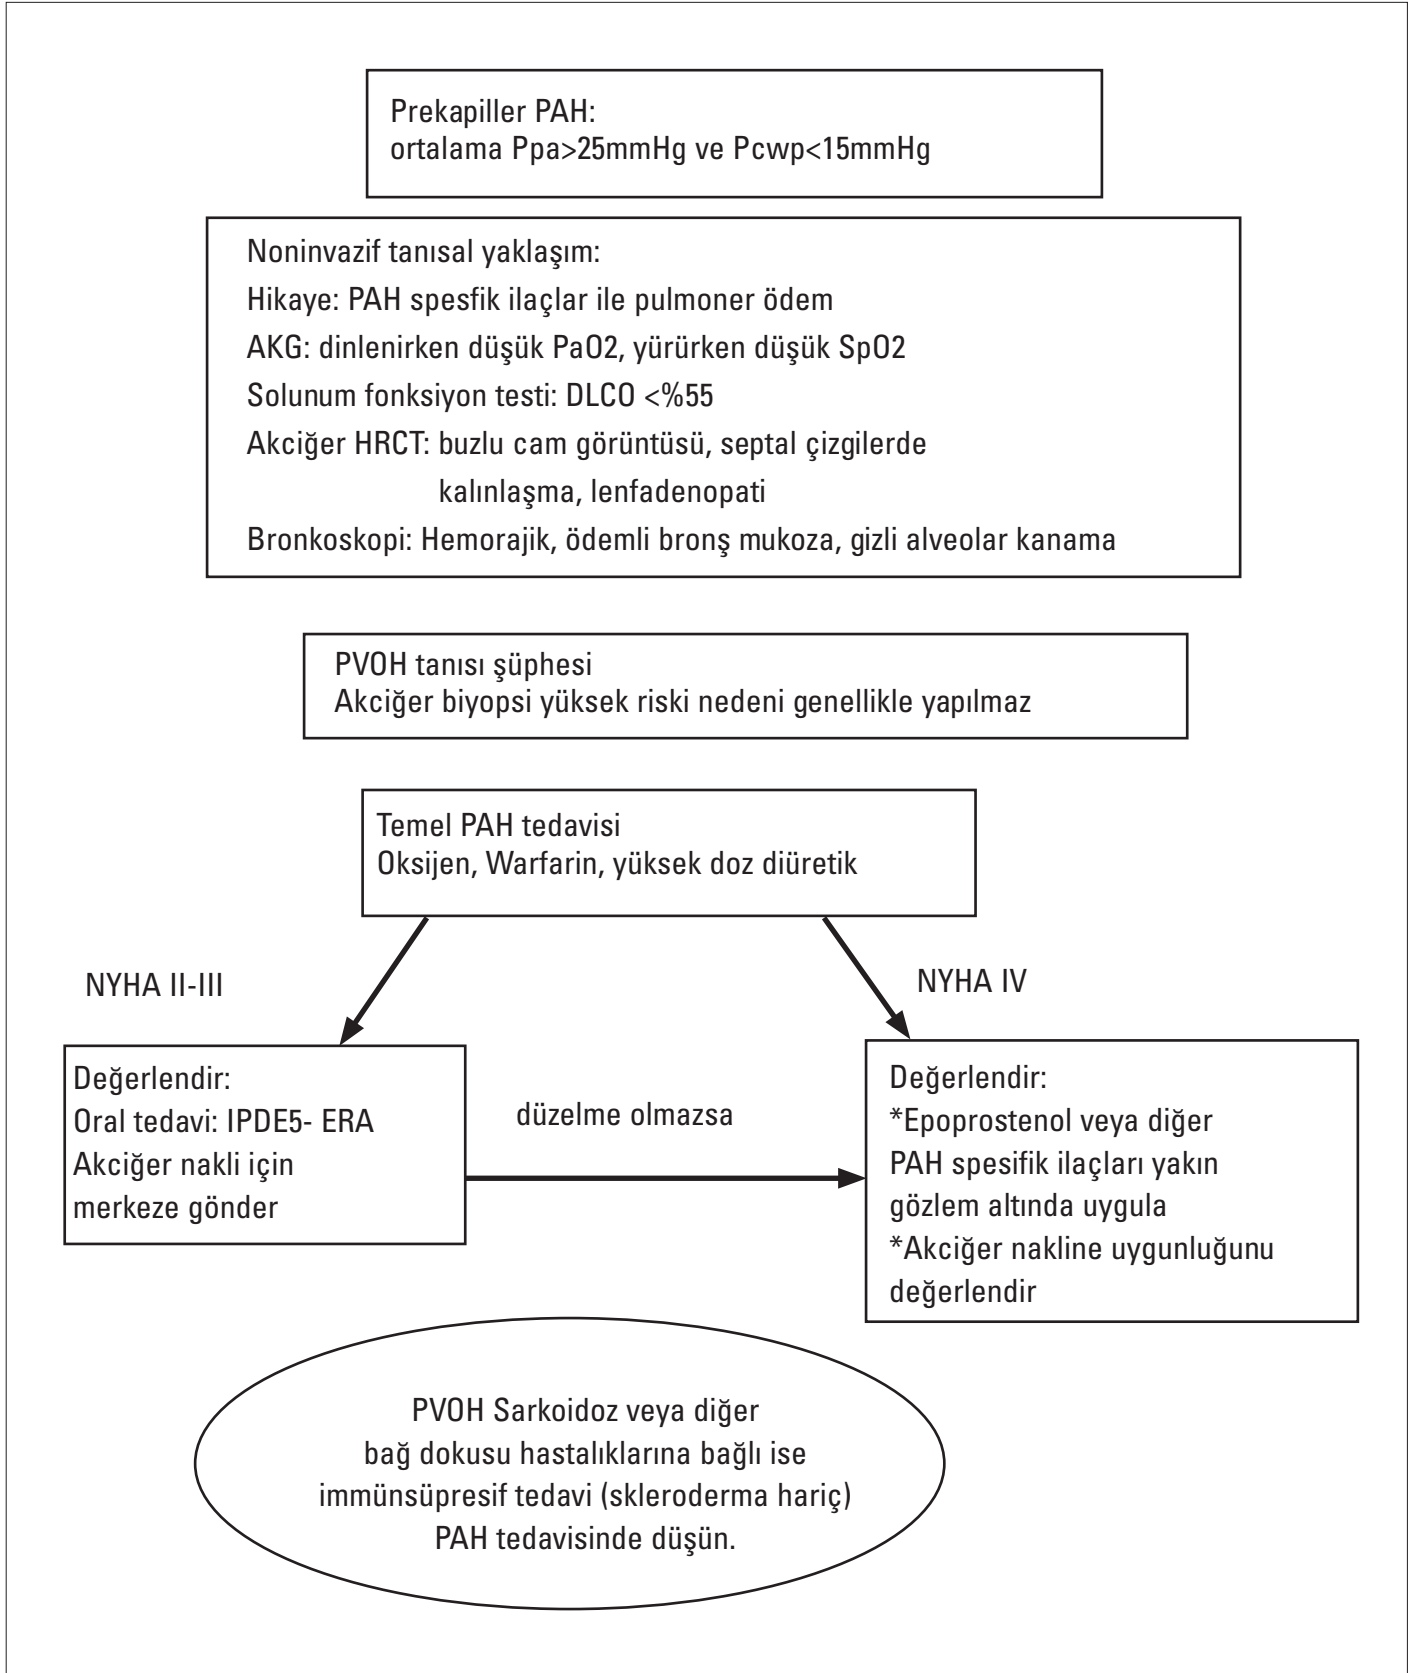 Prekapiller PAH:
ortalama Ppa>25mmHg ve Pcwp<15mmHg
Noninvazif tanısal yaklaşım:
Hikaye: PAH spesfik ilaçlar ile pulmoner ödem
AKG: dinlenirken düşük PaO2, yürürken düşük SpO2
Solunum fonksiyon testi: DLCO <%55
Akciğer HRCT: buzlu cam görüntüsü, septal çizgilerde
kalınlaşma, lenfadenopati
Bronkoskopi: Hemorajik, ödemli bronş mukoza, gizli alveolar kanama
PVOH tanısı şüphesi
Akciğer biyopsi yüksek riski nedeni genellikle yapılmaz
Temel PAH tedavisi
Oksijen, Warfarin, yüksek doz diüretik
NYHA II-III
NYHA IV
Değerlendir:
Oral tedavi: IPDE5- ERA
Akciğer nakli için
merkeze gönder
düzelme olmazsa
Değerlendir:
*Epoprostenol veya diğer
PAH spesifik ilaçları yakın
gözlem altında uygula
*Akciğer nakline uygunluğunu
değerlendir
PVOH Sarkoidoz veya diğer
bağ dokusu hastalıklarına bağlı ise
immünsüpresif tedavi (skleroderma hariç)
PAH tedavisinde düşün.